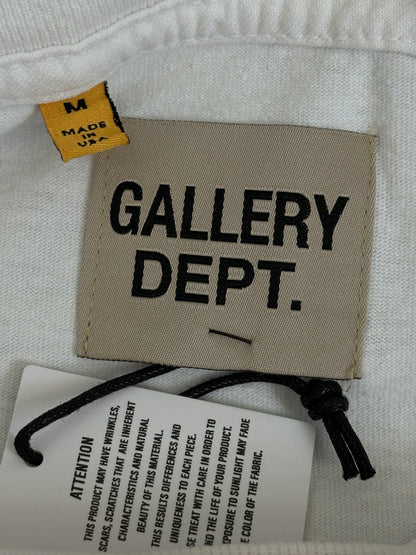 M
MADE
IN
USA
GALLERY
DEPT.
ATTENTION
THIS PRODUCT MAY HAVE WRINKLES,
SCARS, SCRATCHES THAT ARE INHERENT
CHARACTERISTICS AND NATURAL
BEAUTY OF THIS MATERIAL.
THIS RESULTS DIFFERENCES AND
UNIQUENESS TO EACH PIECE.
SE TREAT WITH CARE IN ORDER TO
ND THE LIFE OF YOUR PRODUCT.
XPOSURE TO SUNLIGHT MAY FADE
E COLOR OF THE FABRIC.